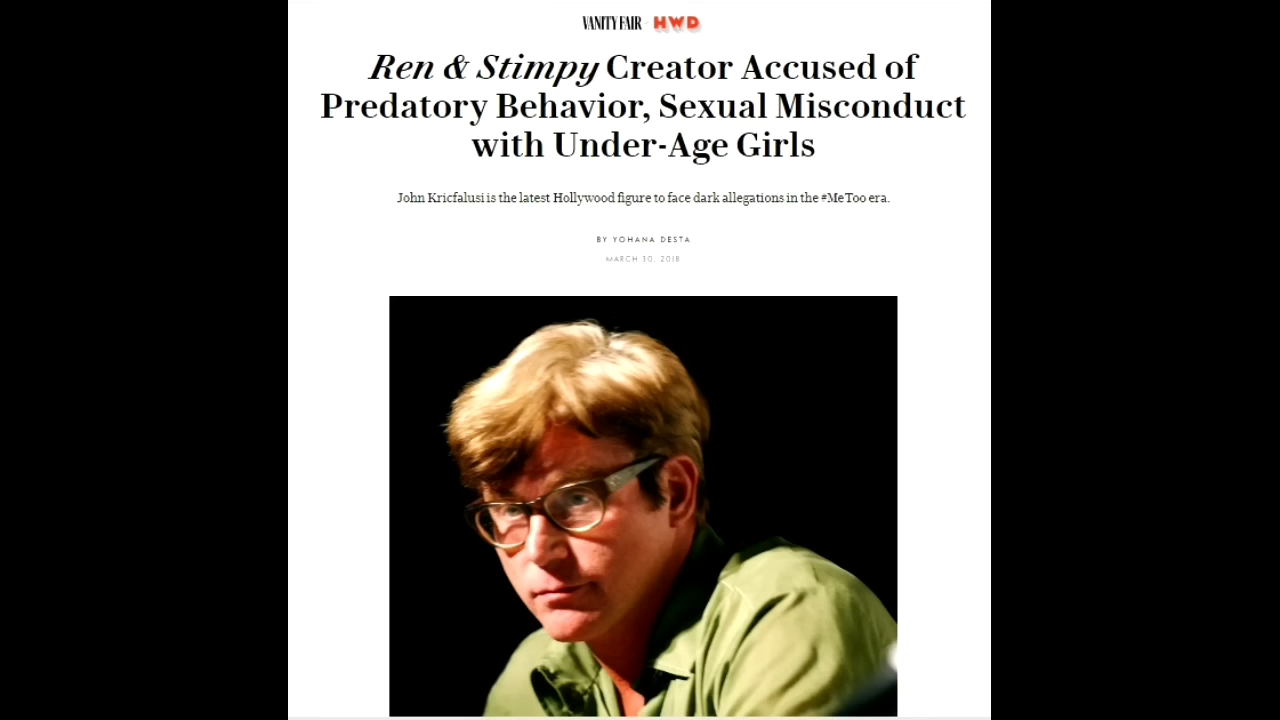 VANITY FAIR HWD
Ren & Stimpy Creator Accused of
Predatory Behavior, Sexual Misconduct
with Under-Age Girls
John Kricfalusi is the latest Hollywood figure to face dark allegations in the #MeToo era.
BY YOHANA DESTA
MARCH 30, 2018